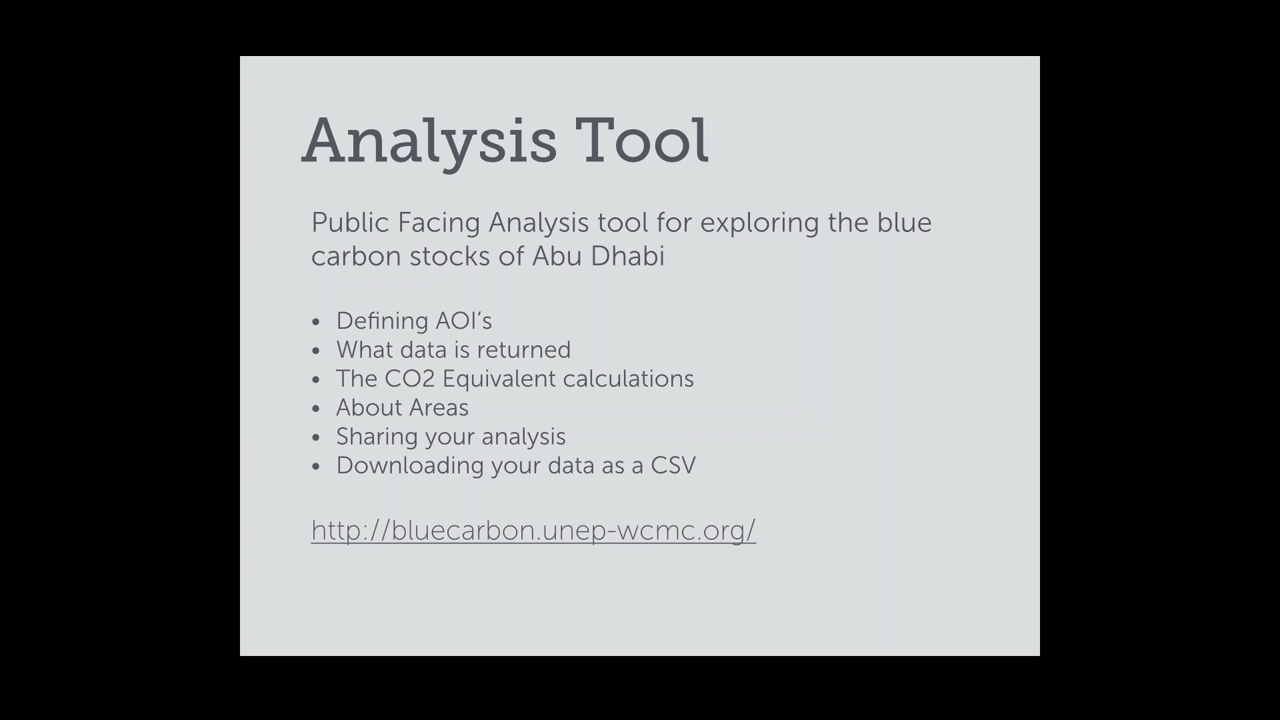 Analysis Tool
Public Facing Analysis tool for exploring the blue
carbon stocks of Abu Dhabi
• Defining AOI’s
• What data is returned
• The CO2 Equivalent calculations
• About Areas
• Sharing your analysis
• Downloading your data as a CSV
http://bluecarbon.unep-wcmc.org/